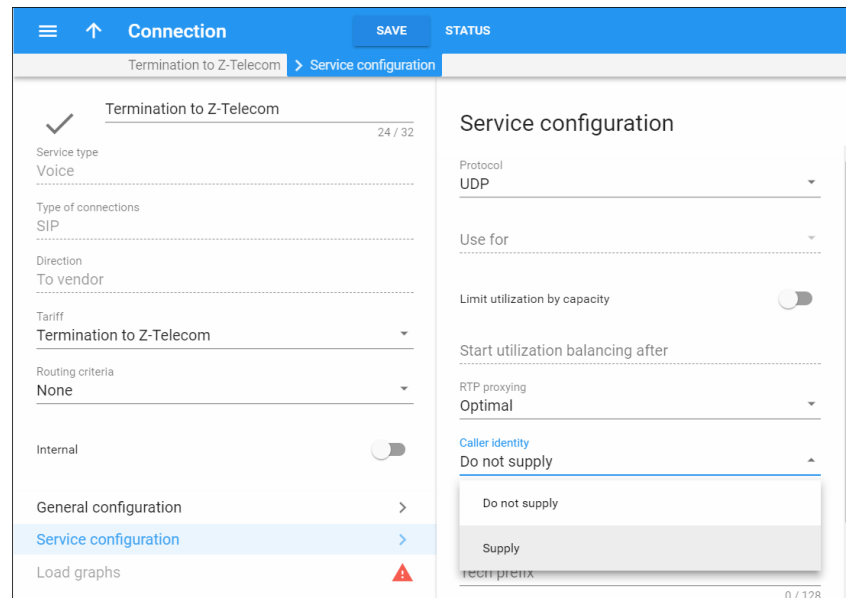 Connection
SAVE
STATUS
Termination to Z-Telecom
Service configuration
Termination to Z-Telecom
24 / 32
Service type
Voice
Type of connections
SIP
Direction
To vendor
Tariff
Termination to Z-Telecom
Routing criteria
None
Internal
General configuration
Service configuration
Load graphs
Service configuration
Protocol
UDP
Use for
Limit utilization by capacity
Start utilization balancing after
RTP proxying
Optimal
Caller identity
Do not supply
Do not supply
Supply
Tech prefix
0 / 128